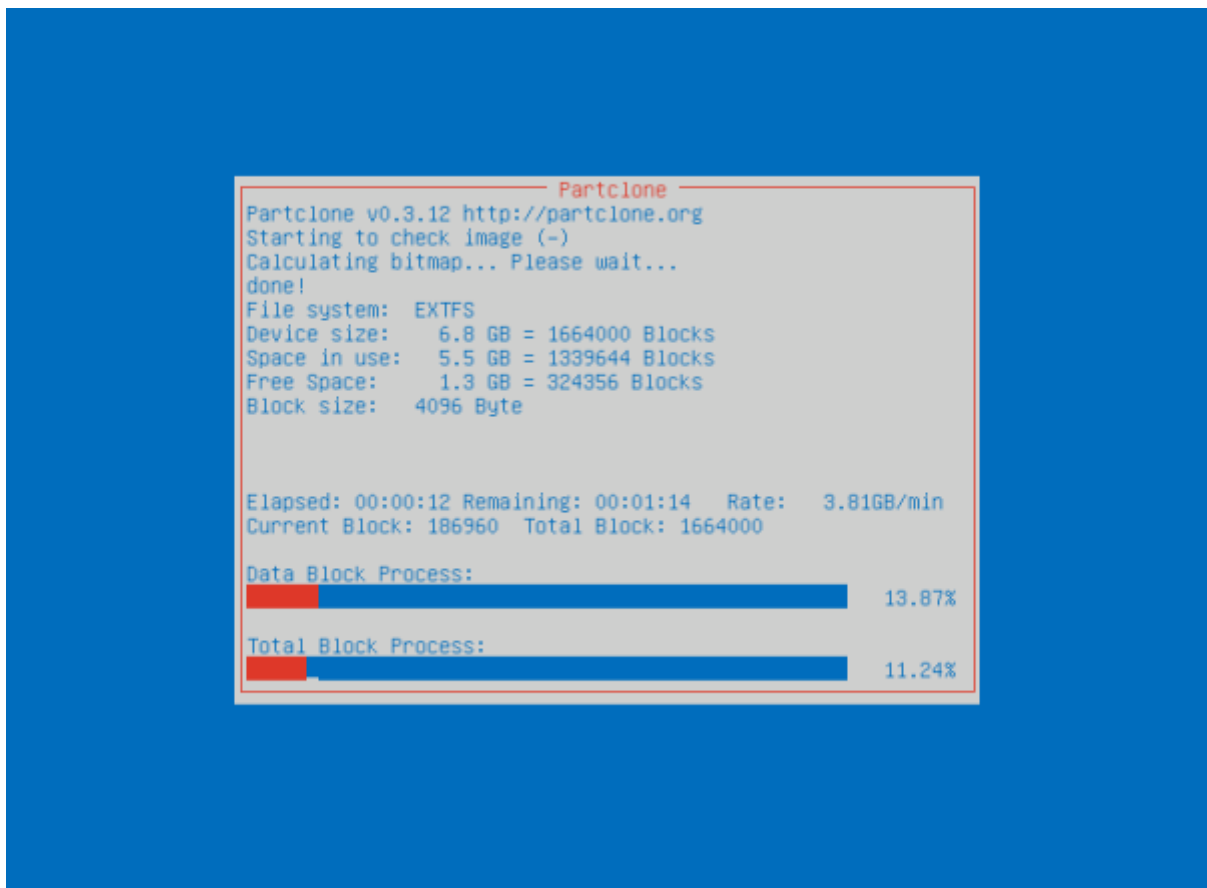 Partclone
Partclone v0.3.12 http://partclone.org
Starting to check image (-)
Calculating bitmap... Please wait...
done!
File system: EXTFS
Device size: 6.8 GB = 1664000 Blocks
Space in use: 5.5 GB = 1339644 Blocks
Free Space: 1.3 GB = 324356 Blocks
Block size: 4096 Byte
Elapsed: 00:00:12 Remaining: 00:01:14 Rate: 3.81GB/min
Current Block: 186960 Total Block: 1664000
Data Block Process:
13.87%
Total Block Process:
11.24%